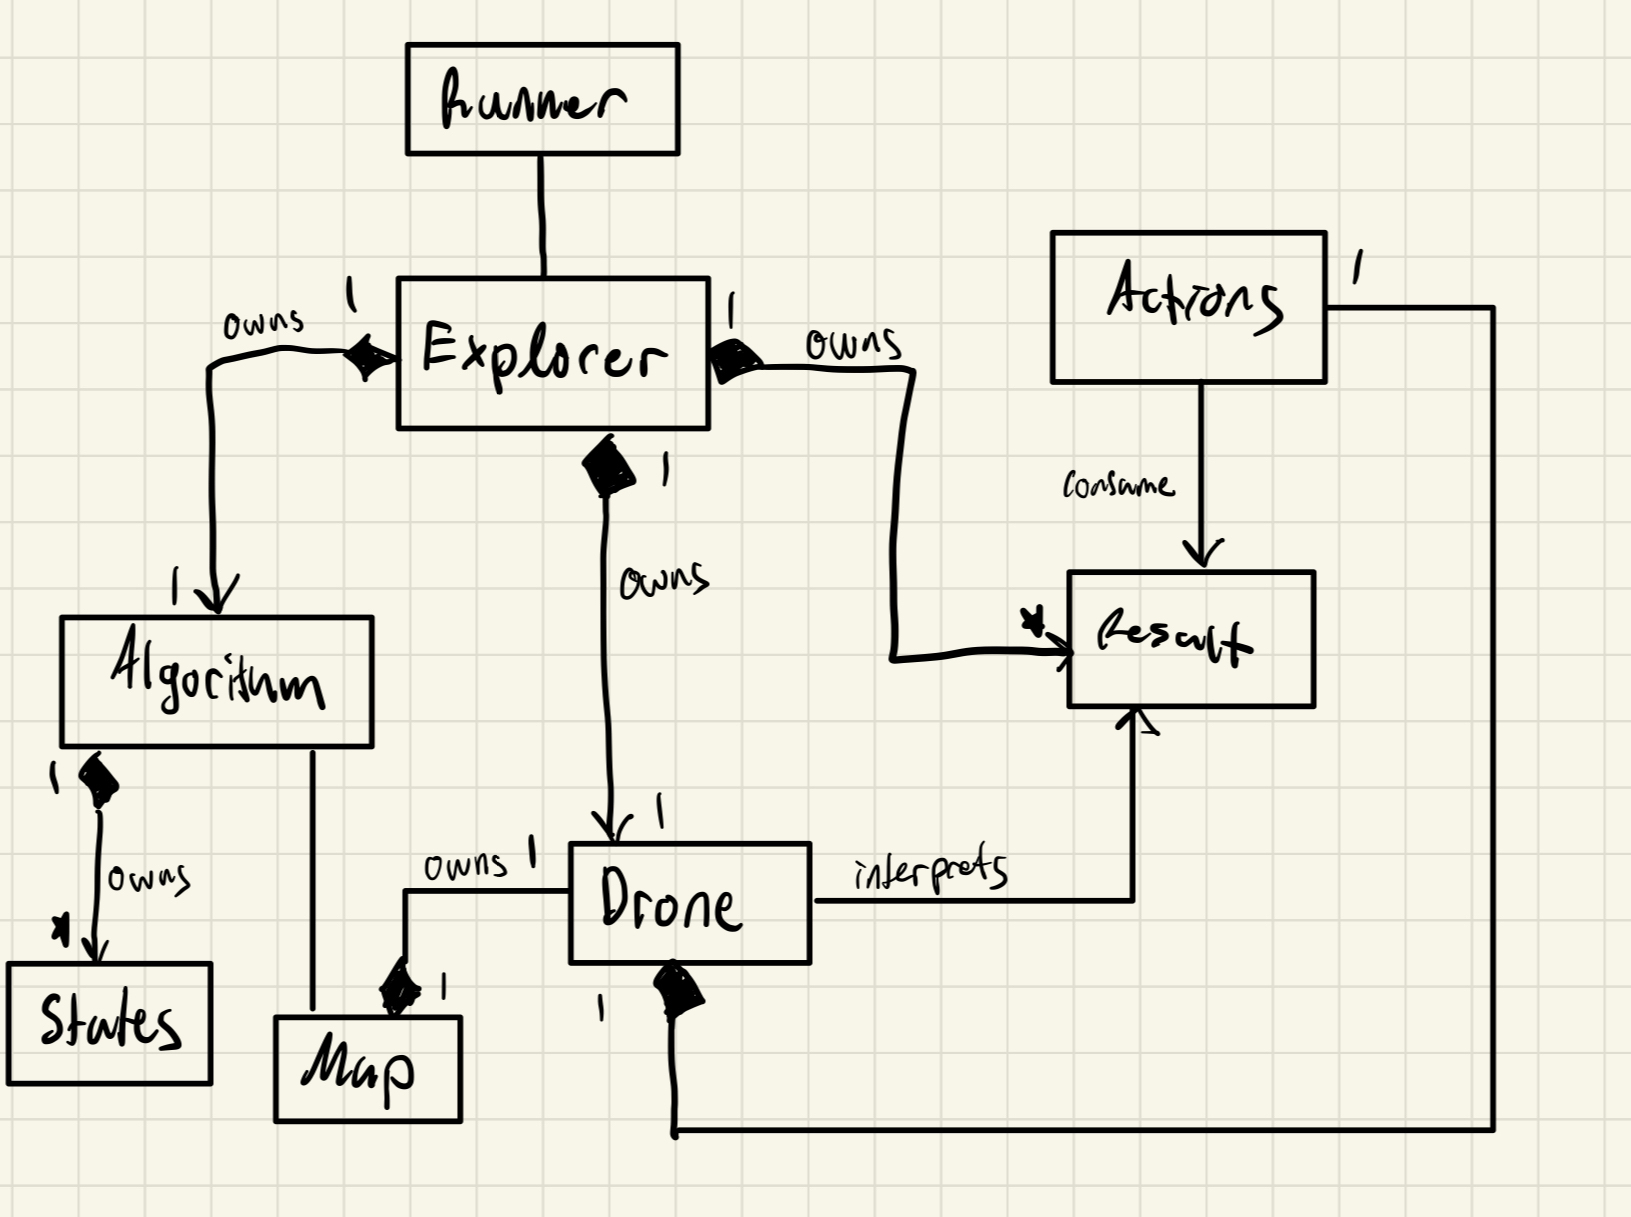 Runner
1
1
owns
Explorer
owns
Actions
1
1
owns
consume
1
*
Result
Algorithm
1
1
owns
1
interprets
owns
Drone
*
1
1
States
Map